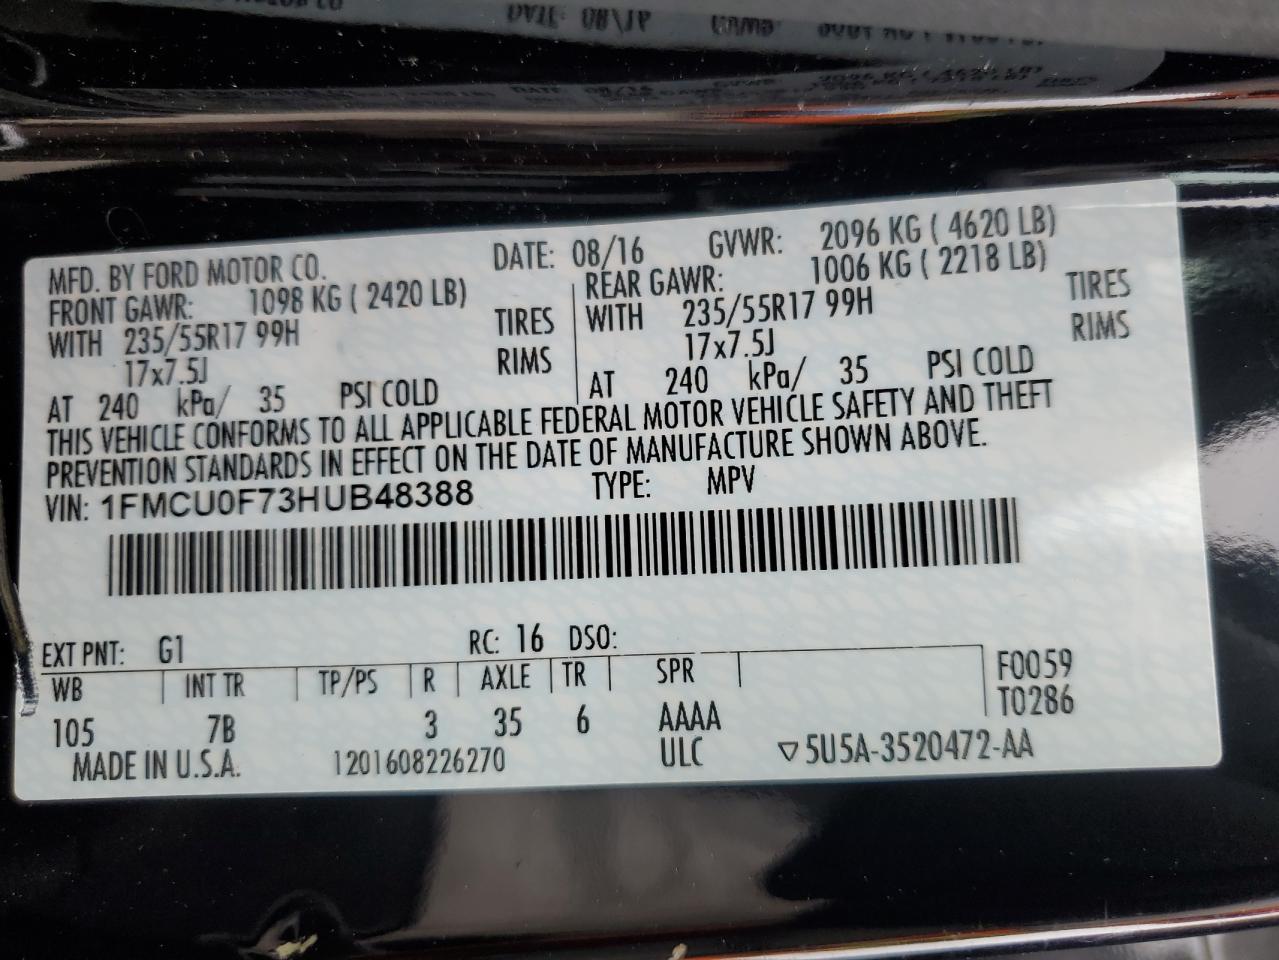 MFD. BY FORD MOTOR CO. DATE: 08/16 GVWR: 2096 KG ( 4620 LB)
FRONT GAWR: 1098 KG ( 2420 LB) REAR GAWR: 1006 KG ( 2218 LB)
WITH 235/55R17 99H TIRES WITH 235/55R17 99H TIRES
17x7.5J RIMS 17x7.5J RIMS
AT 240 kPa/ 35 PSI COLD AT 240 kPa/ 35 PSI COLD
THIS VEHICLE CONFORMS TO ALL APPLICABLE FEDERAL MOTOR VEHICLE SAFETY AND THEFT
PREVENTION STANDARDS IN EFFECT ON THE DATE OF MANUFACTURE SHOWN ABOVE.
VIN: 1FMCU0F73HUB48388 TYPE: MPV
EXT PNT: G1 RC: 16 DSO:
WB INT TR TP/PS R AXLE TR SPR F0059
105 7B 3 35 6 AAAA T0286
MADE IN U.S.A. 1201608226270 ULC ▽5U5A-3520472-AA